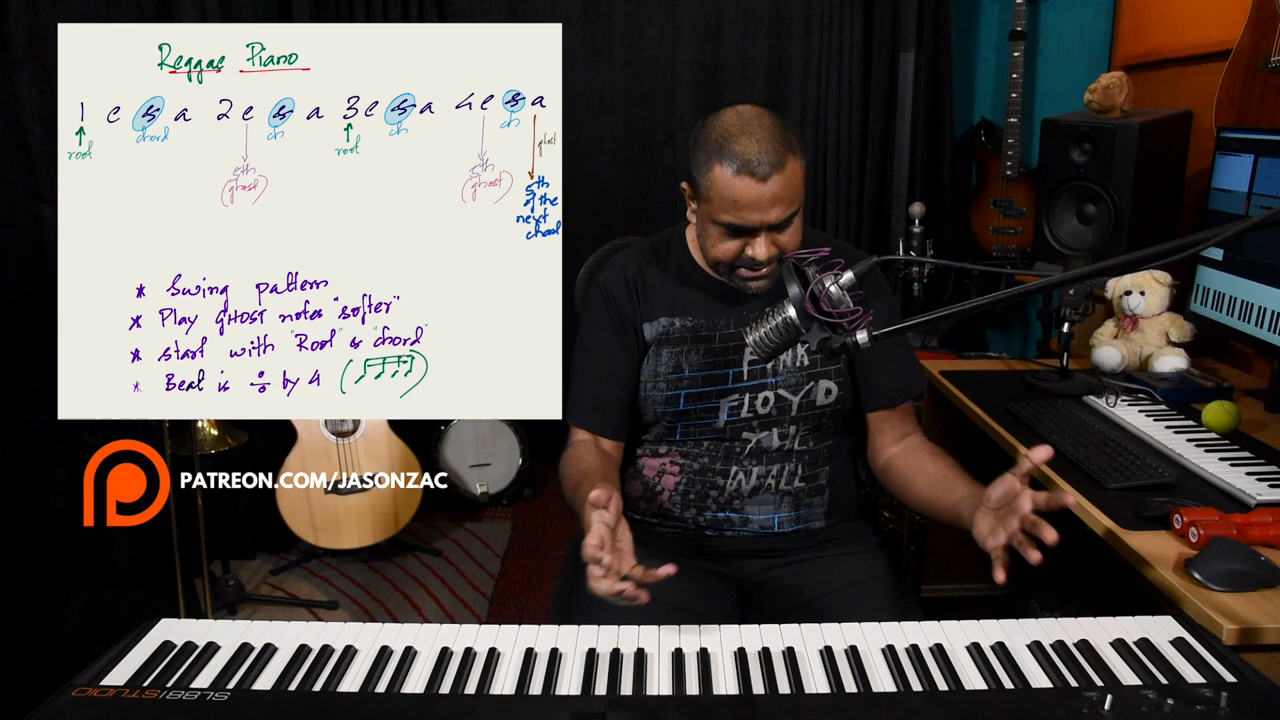 Reggae Piano
1 e & a 2 e & a 3 e & a 4 e & a
root chord ch root ch ch ghost
5th 5th 5th
(ghost) (ghost) of the
next
chord
* Swing pattern
* Play GHOST notes "softer"
* start with "Root" & "chord"
* Beat is ÷ by 4
PATREON.COM/JASONZAC
PINK
FLOYD
THE
WALL
SL88 STUDIO